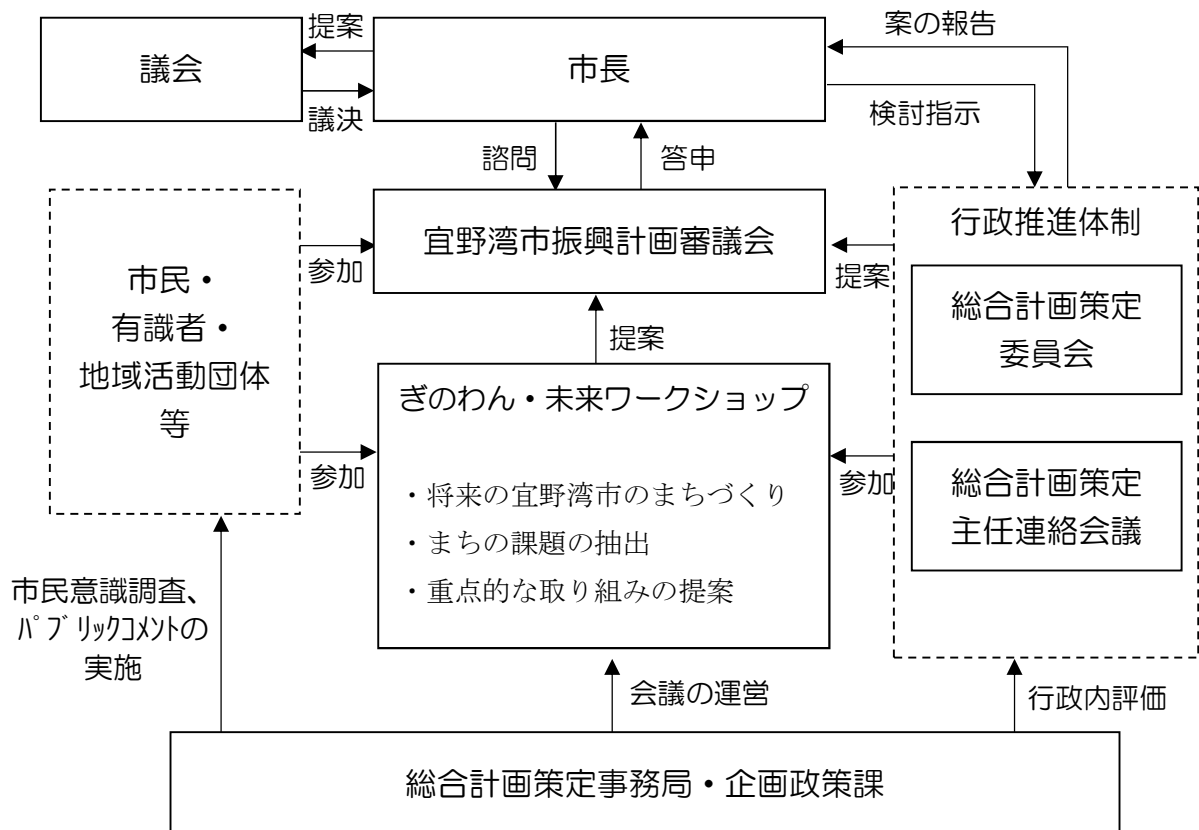 提案
案の報告
議会
市長
議決
検討指示
諮問
答申
行政推進体制
宜野湾市振興計画審議会
参加
提案
市民・
有識者・
地域活動団体
等
総合計画策定
委員会
提案
ぎのわん・未来ワークショップ
参加
参加
・将来の宜野湾市のまちづくり
・まちの課題の抽出
・重点的な取り組みの提案
総合計画策定
主任連絡会議
市民意識調査、
ﾊﾟﾌﾞﾘｯｸｺﾒﾝﾄの
実施
会議の運営
行政内評価
総合計画策定事務局・企画政策課